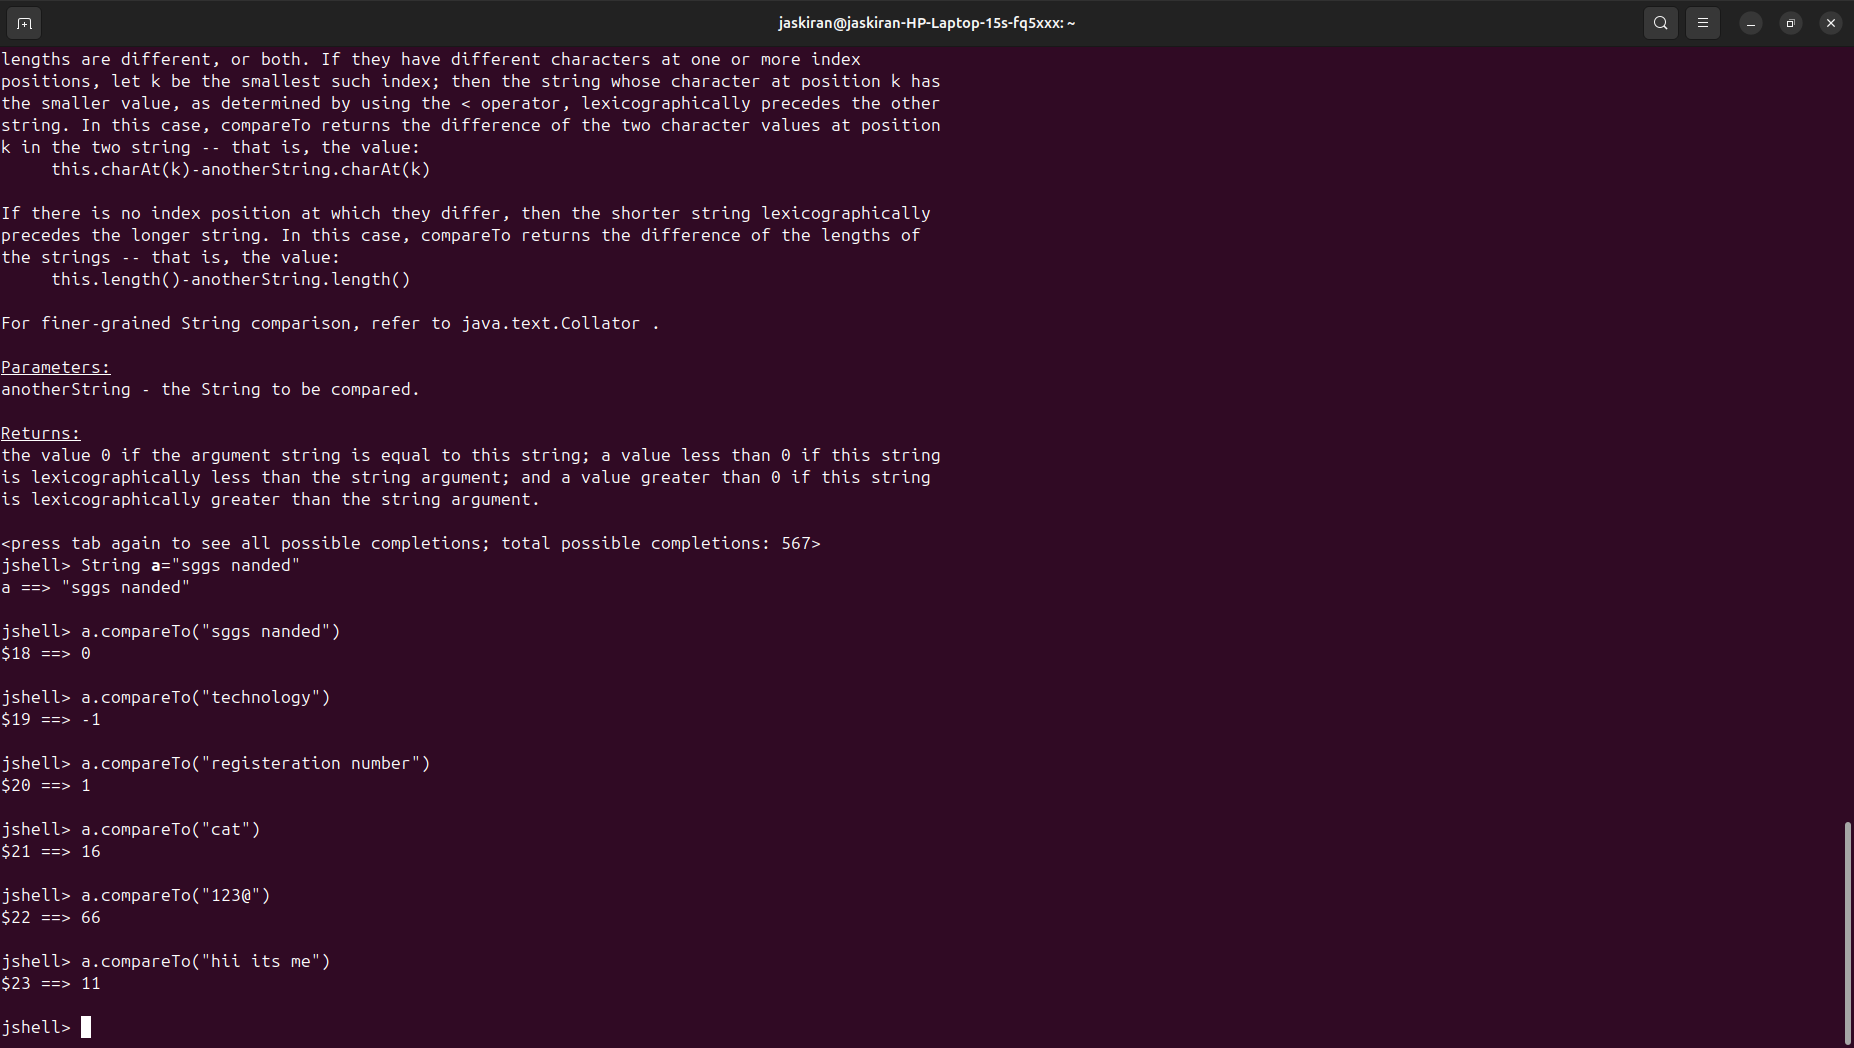 jaskiran@jaskiran-HP-Laptop-15s-fq5xxx: ~
lengths are different, or both. If they have different characters at one or more index
positions, let k be the smallest such index; then the string whose character at position k has
the smaller value, as determined by using the < operator, lexicographically precedes the other
string. In this case, compareTo returns the difference of the two character values at position
k in the two string -- that is, the value:
     this.charAt(k)-anotherString.charAt(k)

If there is no index position at which they differ, then the shorter string lexicographically
precedes the longer string. In this case, compareTo returns the difference of the lengths of
the strings -- that is, the value:
     this.length()-anotherString.length()

For finer-grained String comparison, refer to java.text.Collator .

Parameters:
anotherString - the String to be compared.

Returns:
the value 0 if the argument string is equal to this string; a value less than 0 if this string
is lexicographically less than the string argument; and a value greater than 0 if this string
is lexicographically greater than the string argument.

<press tab again to see all possible completions; total possible completions: 567>
jshell> String a="sggs nanded"
a ==> "sggs nanded"

jshell> a.compareTo("sggs nanded")
$18 ==> 0

jshell> a.compareTo("technology")
$19 ==> -1

jshell> a.compareTo("registeration number")
$20 ==> 1

jshell> a.compareTo("cat")
$21 ==> 16

jshell> a.compareTo("123@")
$22 ==> 66

jshell> a.compareTo("hii its me")
$23 ==> 11

jshell>